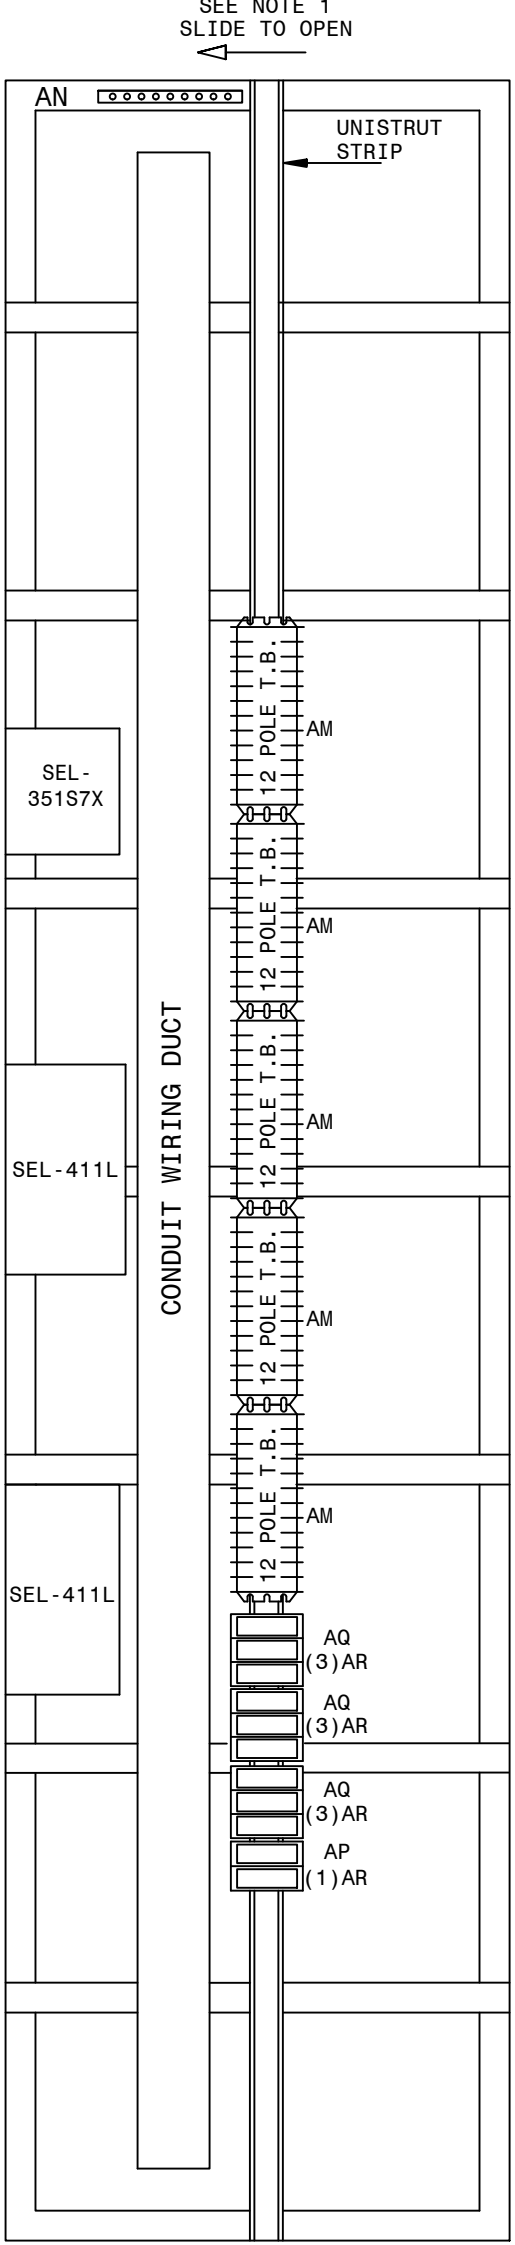 SEE NOTE 1
SLIDE TO OPEN
AN
UNISTRUT
STRIP
12 POLE T.B.
AM
SEL-
351S7X
12 POLE T.B.
AM
CONDUIT WIRING DUCT
12 POLE T.B.
AM
SEL-411L
12 POLE T.B.
AM
12 POLE T.B.
AM
SEL-411L
AQ
(3)AR
AQ
(3)AR
AQ
(3)AR
AP
(1)AR